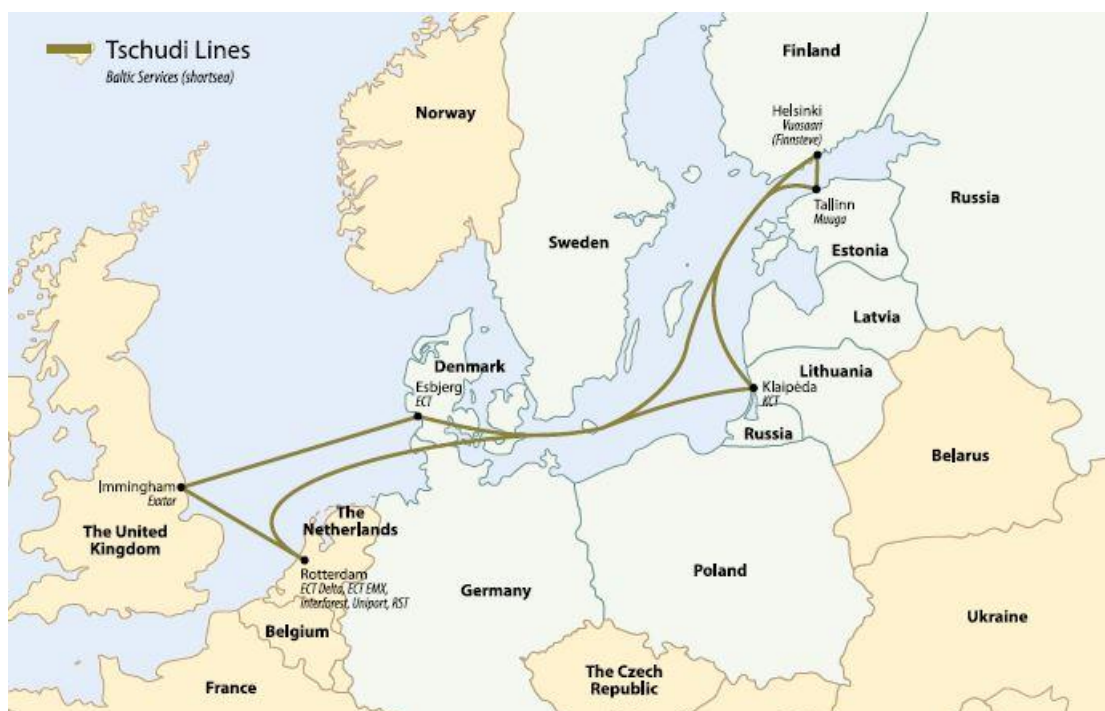 Tschudi Lines
Baltic Services (shortsea)
Finland
Norway
Helsinki
Vuosaari
(Finnsteve)
Russia
Tallinn
Muuga
Sweden
Estonia
Latvia
Denmark
Esbjerg
ECT
Lithuania
Klaipėda
KCT
Russia
Belarus
Immingham
Exxtor
The United
Kingdom
The
Netherlands
Rotterdam
ECT Delta, ECT EMX,
Interforest, Uniport, RST
Poland
Germany
Ukraine
Belgium
The Czech
Republic
France